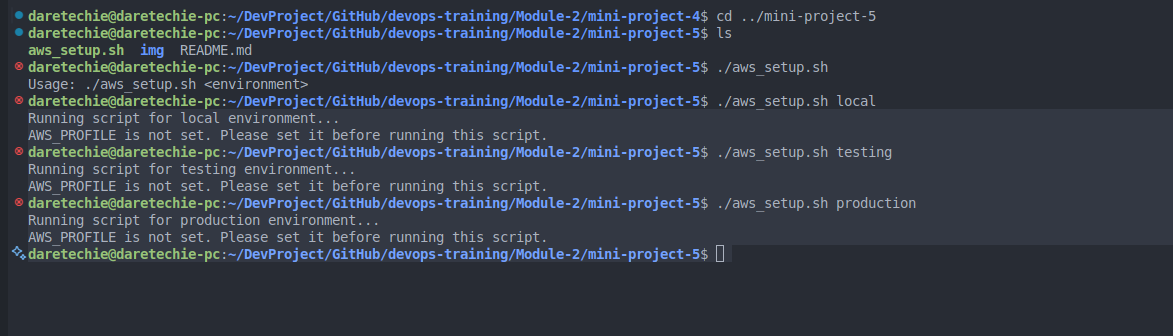 daretechie@daretechie-pc:~/DevProject/GitHub/devops-training/Module-2/mini-project-4$ cd ../mini-project-5
daretechie@daretechie-pc:~/DevProject/GitHub/devops-training/Module-2/mini-project-5$ ls
aws_setup.sh  img  README.md
daretechie@daretechie-pc:~/DevProject/GitHub/devops-training/Module-2/mini-project-5$ ./aws_setup.sh
Usage: ./aws_setup.sh <environment>
daretechie@daretechie-pc:~/DevProject/GitHub/devops-training/Module-2/mini-project-5$ ./aws_setup.sh local
Running script for local environment...
AWS_PROFILE is not set. Please set it before running this script.
daretechie@daretechie-pc:~/DevProject/GitHub/devops-training/Module-2/mini-project-5$ ./aws_setup.sh testing
Running script for testing environment...
AWS_PROFILE is not set. Please set it before running this script.
daretechie@daretechie-pc:~/DevProject/GitHub/devops-training/Module-2/mini-project-5$ ./aws_setup.sh production
Running script for production environment...
AWS_PROFILE is not set. Please set it before running this script.
daretechie@daretechie-pc:~/DevProject/GitHub/devops-training/Module-2/mini-project-5$